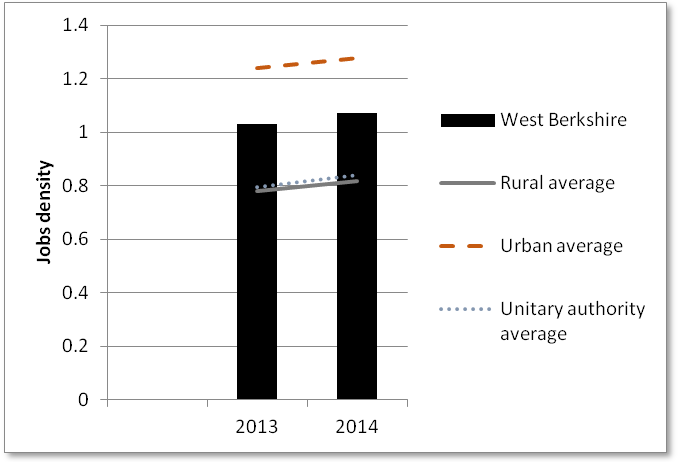 1.4
1.2
1
0.8
0.6
0.4
0.2
0
Jobs density
2013
2014
West Berkshire
Rural average
Urban average
Unitary authority
average